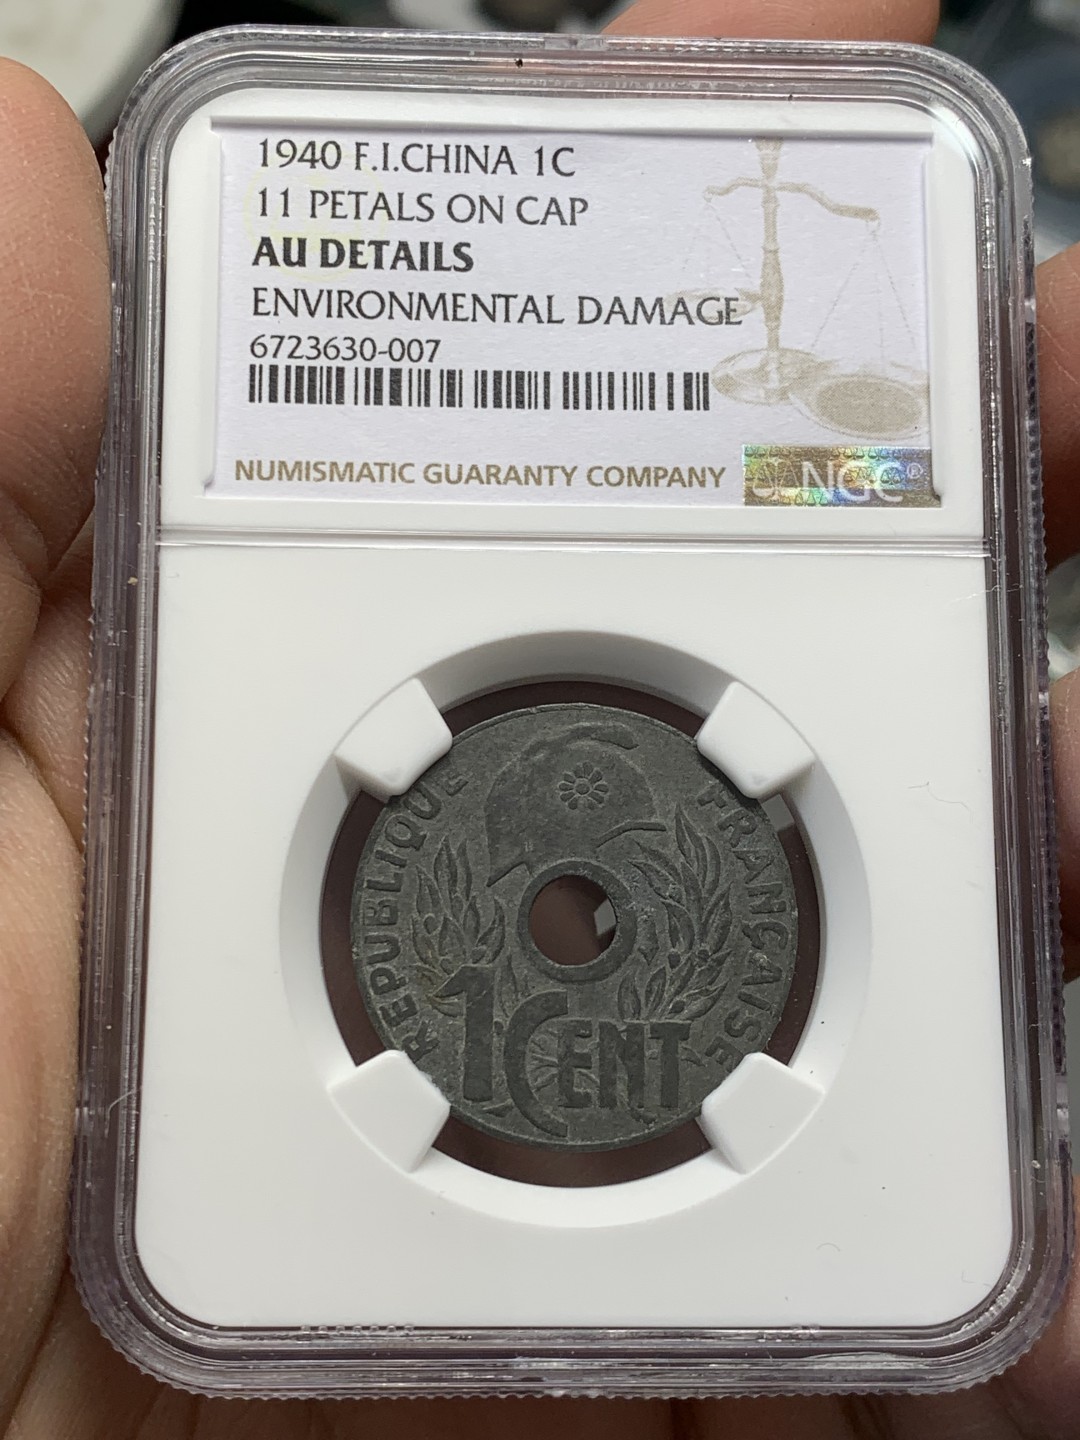 1940 F.I.CHINA 1C
11 PETALS ON CAP
AU DETAILS
ENVIRONMENTAL DAMAGE
6723630-007
NUMISMATIC GUARANTY COMPANY
NGC®
REPUBLIQUE FRANÇAISE
1 CENT